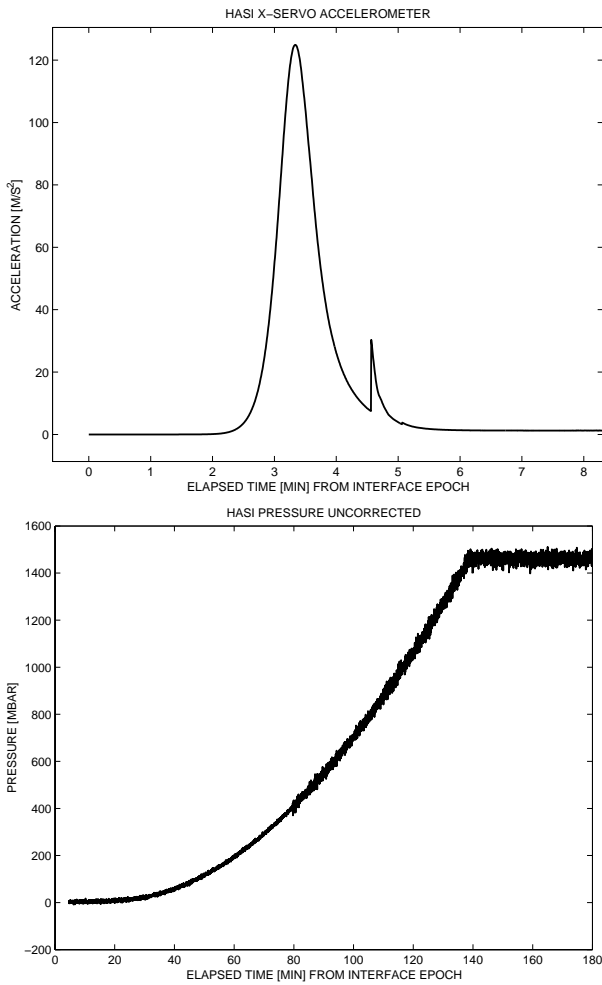 HASI X−SERVO ACCELEROMETER
120
100
80
60
40
20
0
ACCELERATION [M/S²]
0 1 2 3 4 5 6 7 8
ELAPSED TIME [MIN] FROM INTERFACE EPOCH
HASI PRESSURE UNCORRECTED
1600
1400
1200
1000
800
600
400
200
0
−200
PRESSURE [MBAR]
0 20 40 60 80 100 120 140 160 180
ELAPSED TIME [MIN] FROM INTERFACE EPOCH